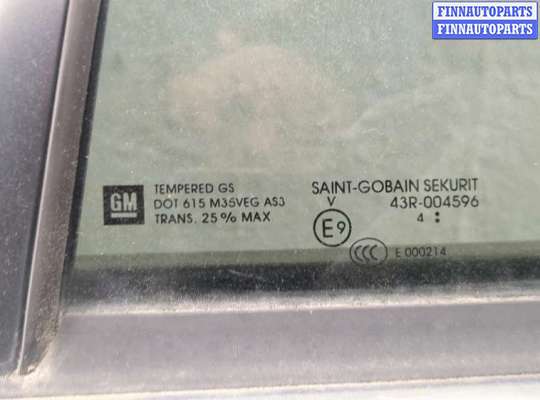 FINNAUTOPARTS
FINNAUTOPARTS
GM
TEMPERED GS
DOT 615 M35VEG AS3
TRANS. 25% MAX
SAINT-GOBAIN SEKURIT
V 43R-004596
E9 4 :
CCC E 000214